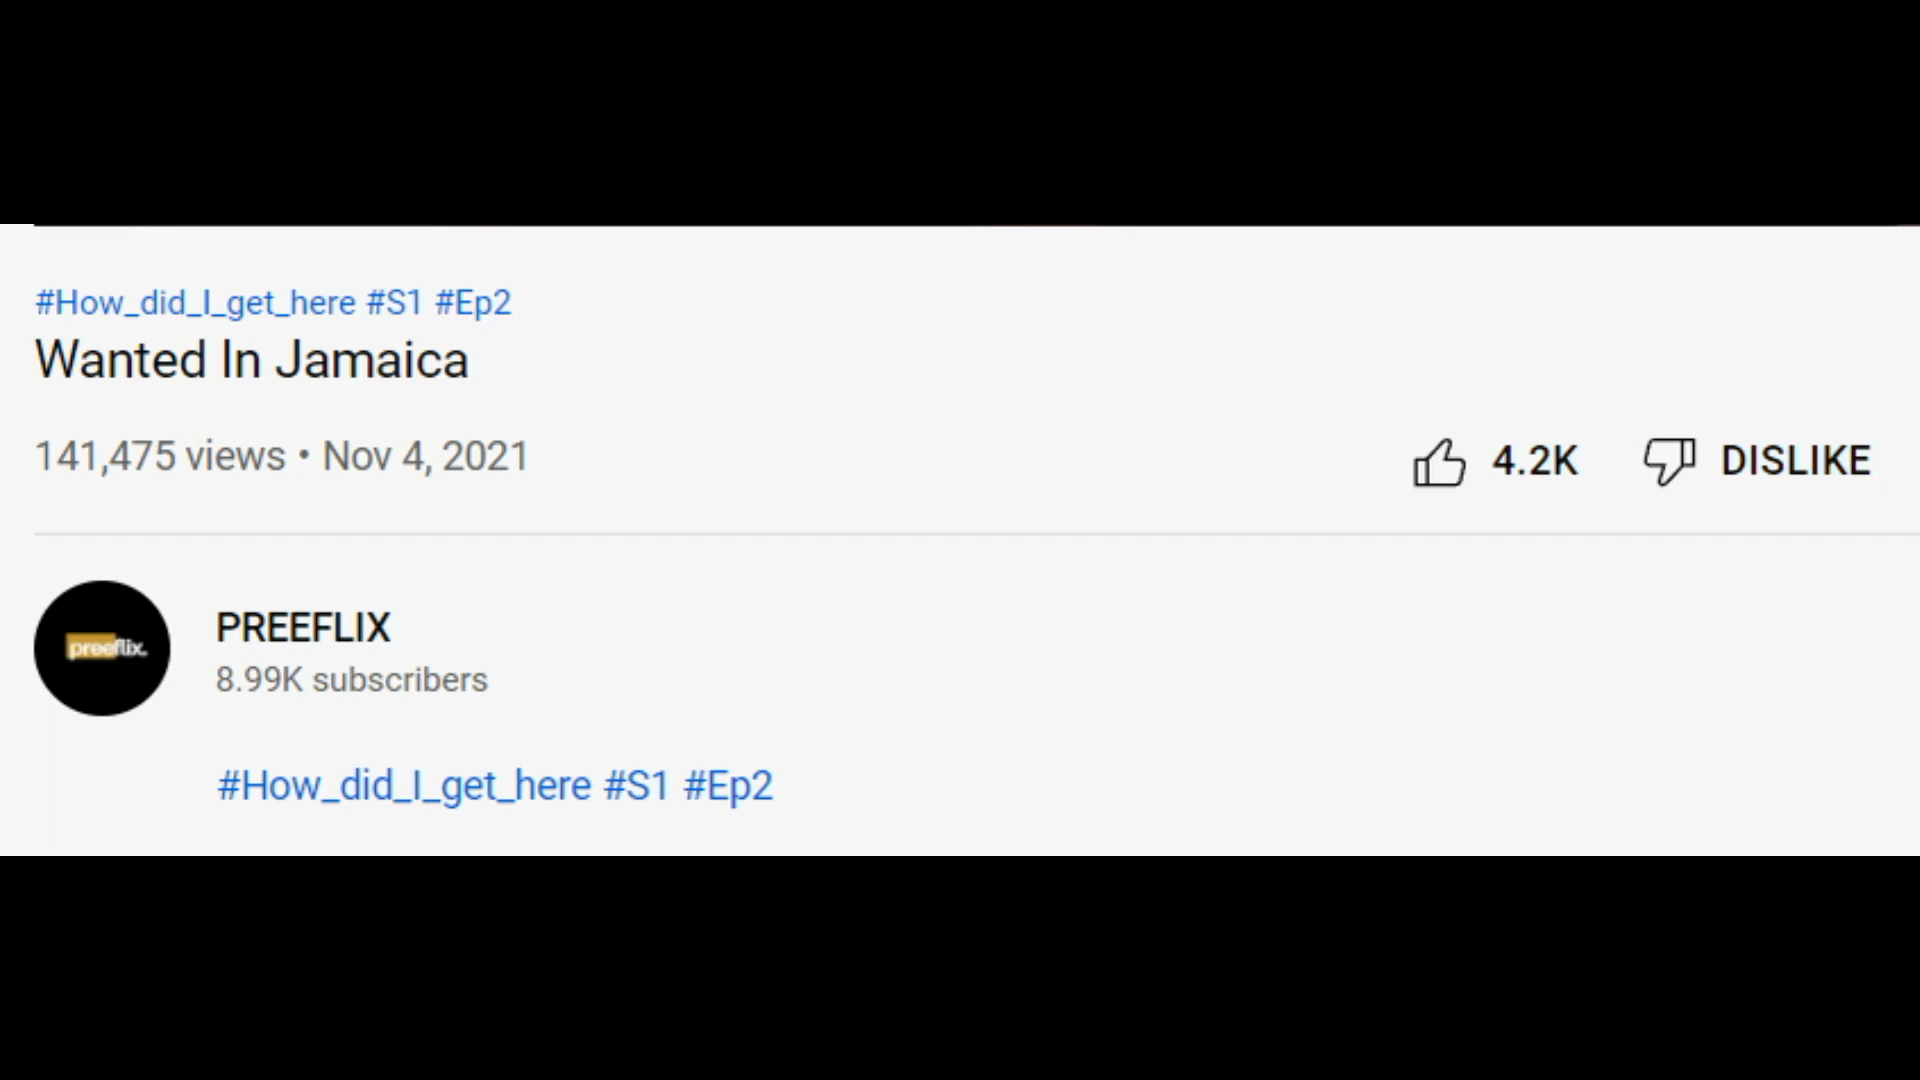 #How_did_I_get_here #S1 #Ep2
Wanted In Jamaica
141,475 views • Nov 4, 2021
4.2K DISLIKE
preeflix.
PREEFLIX
8.99K subscribers
#How_did_I_get_here #S1 #Ep2